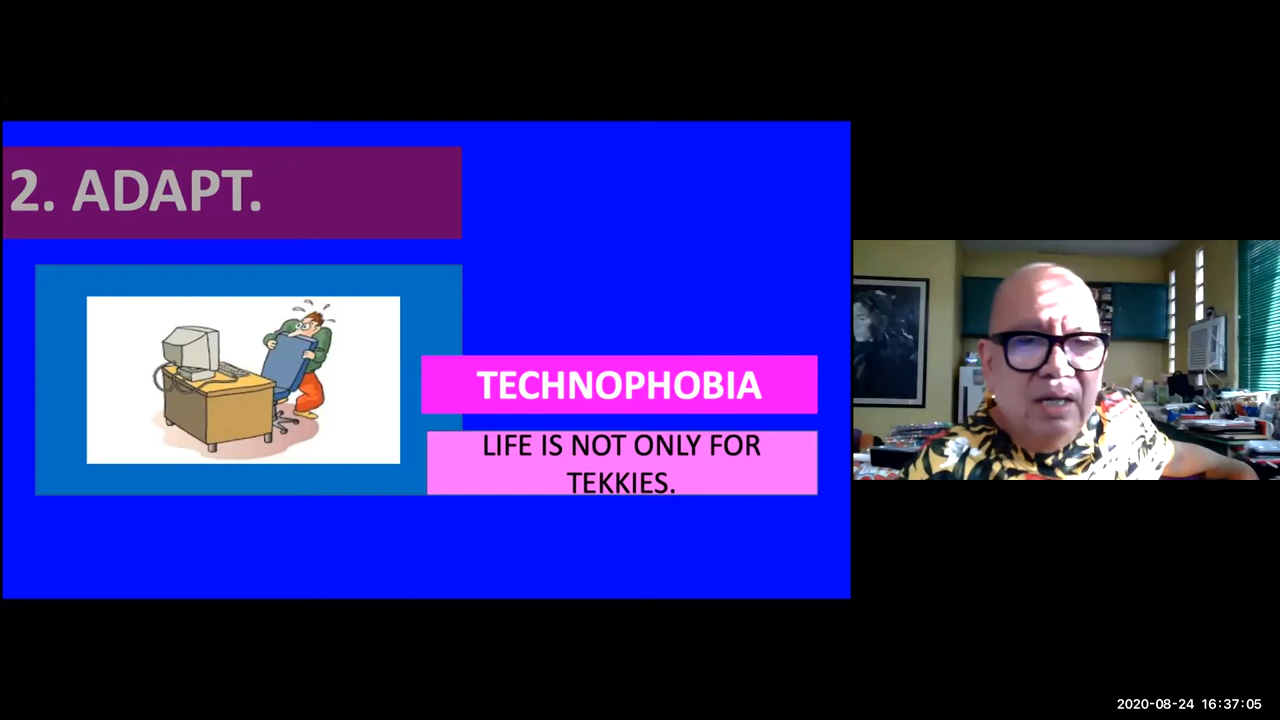 2. ADAPT.
TECHNOPHOBIA
LIFE IS NOT ONLY FOR
TEKKIES.
2020-08-24 16:37:05